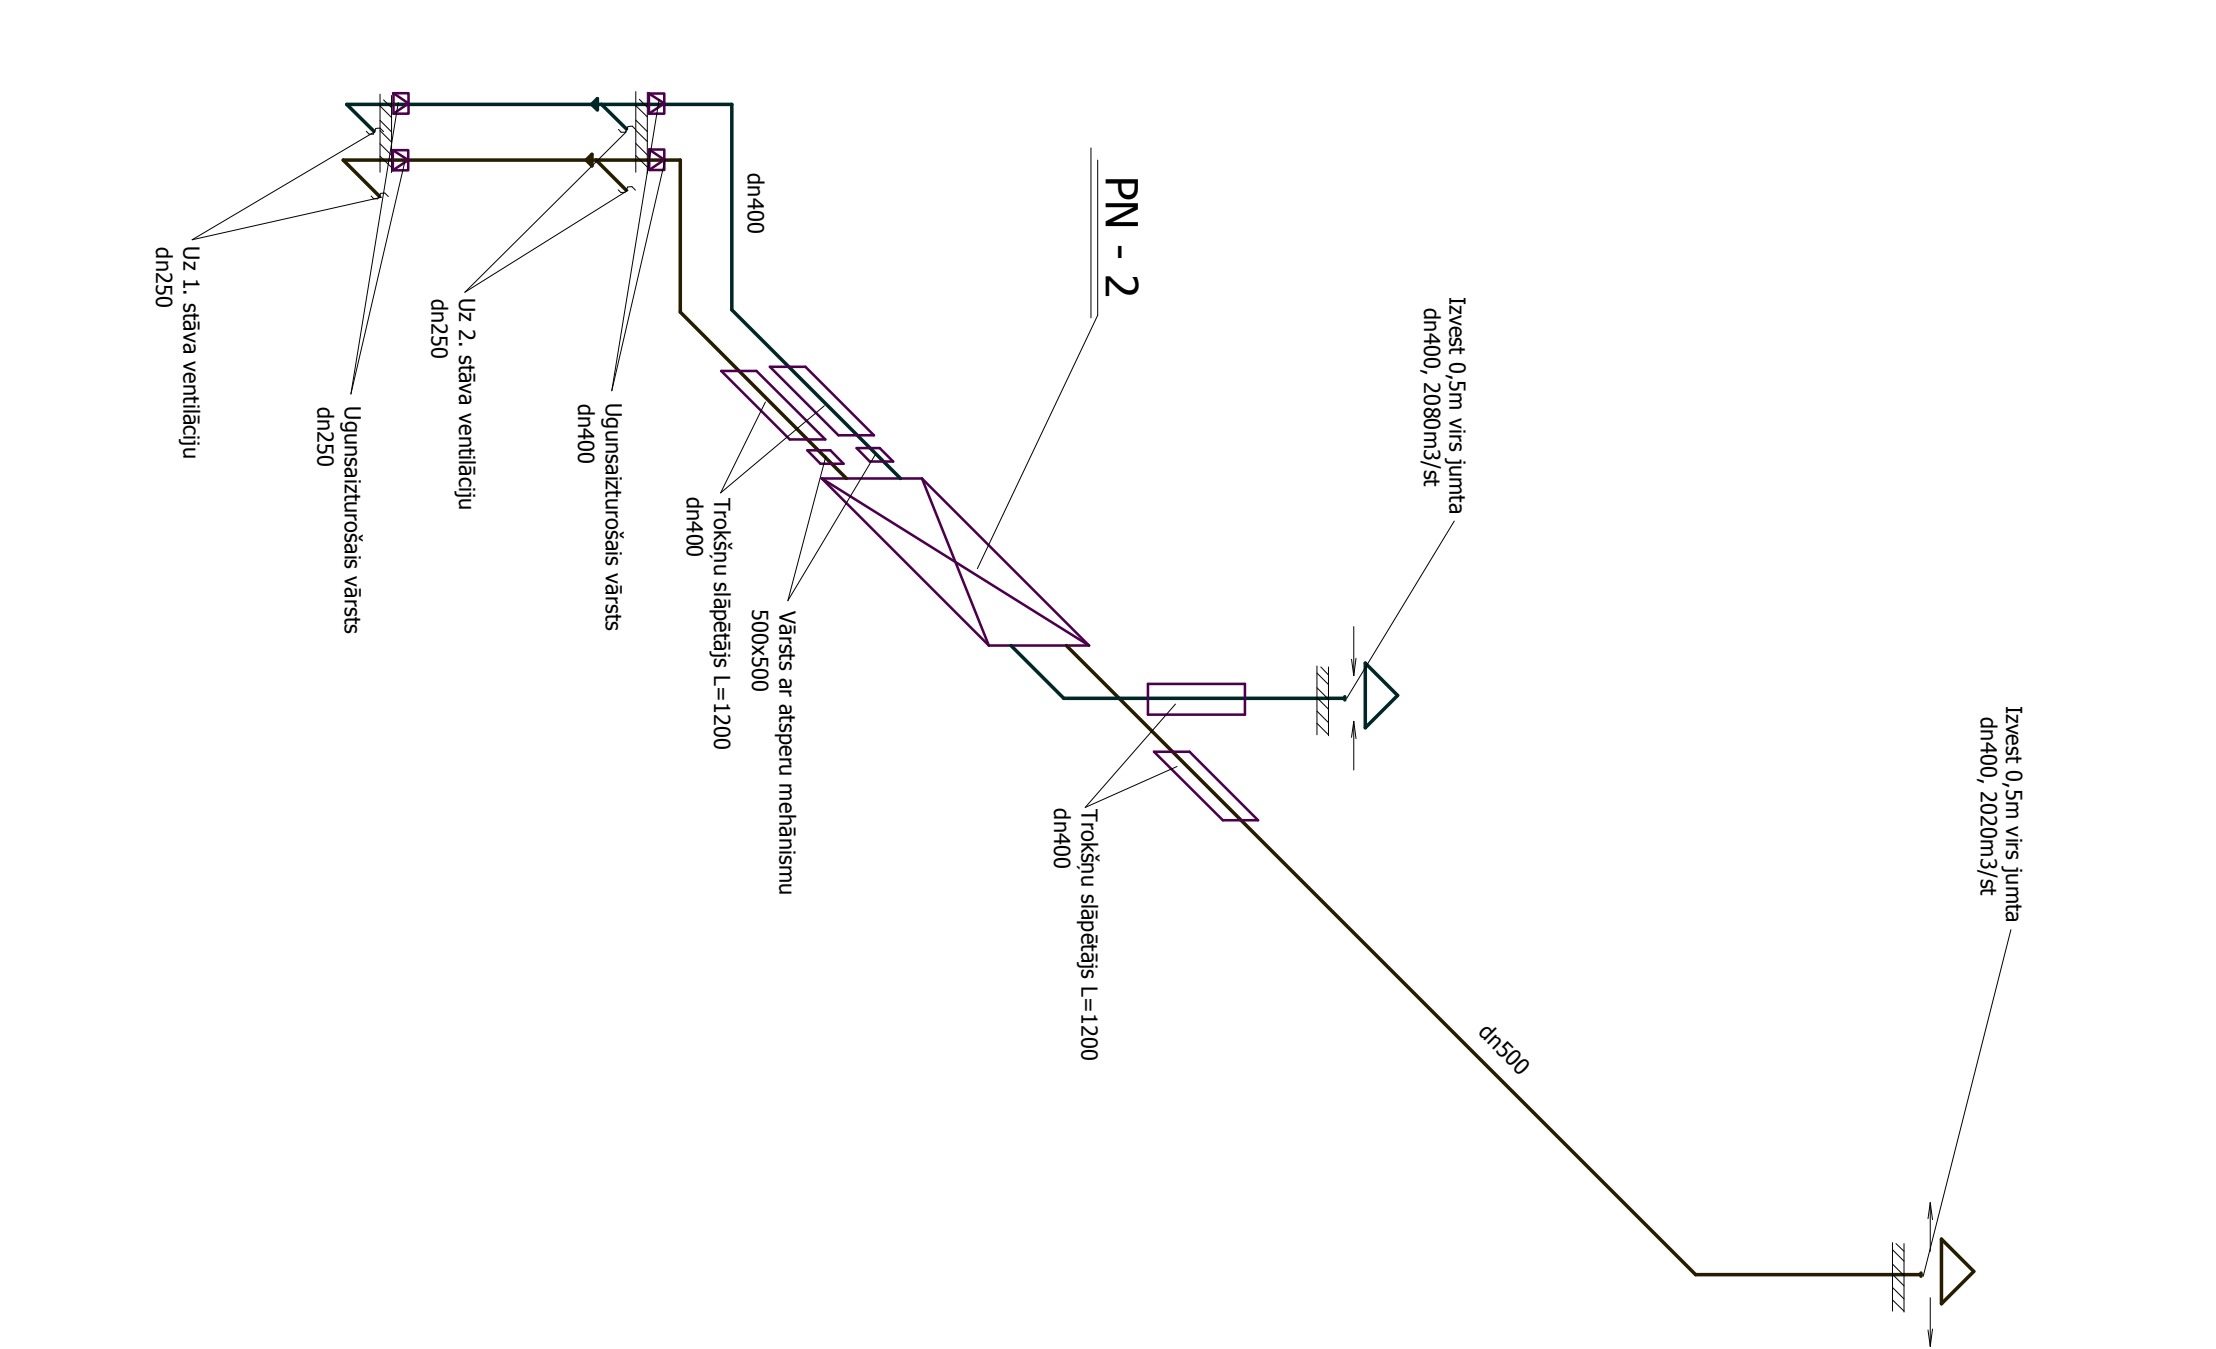 PN - 2
Izvest 0,5m virs jumta
dn400, 2080m3/st
Izvest 0,5m virs jumta
dn400, 2020m3/st
dn400
dn500
Trokšņu slāpētājs L=1200
dn400
Vārsts ar atsperu mehānismu
500x500
Trokšņu slāpētājs L=1200
dn400
Ugunsaizturošais vārsts
dn400
Uz 2. stāva ventilāciju
dn250
Ugunsaizturošais vārsts
dn250
Uz 1. stāva ventilāciju
dn250